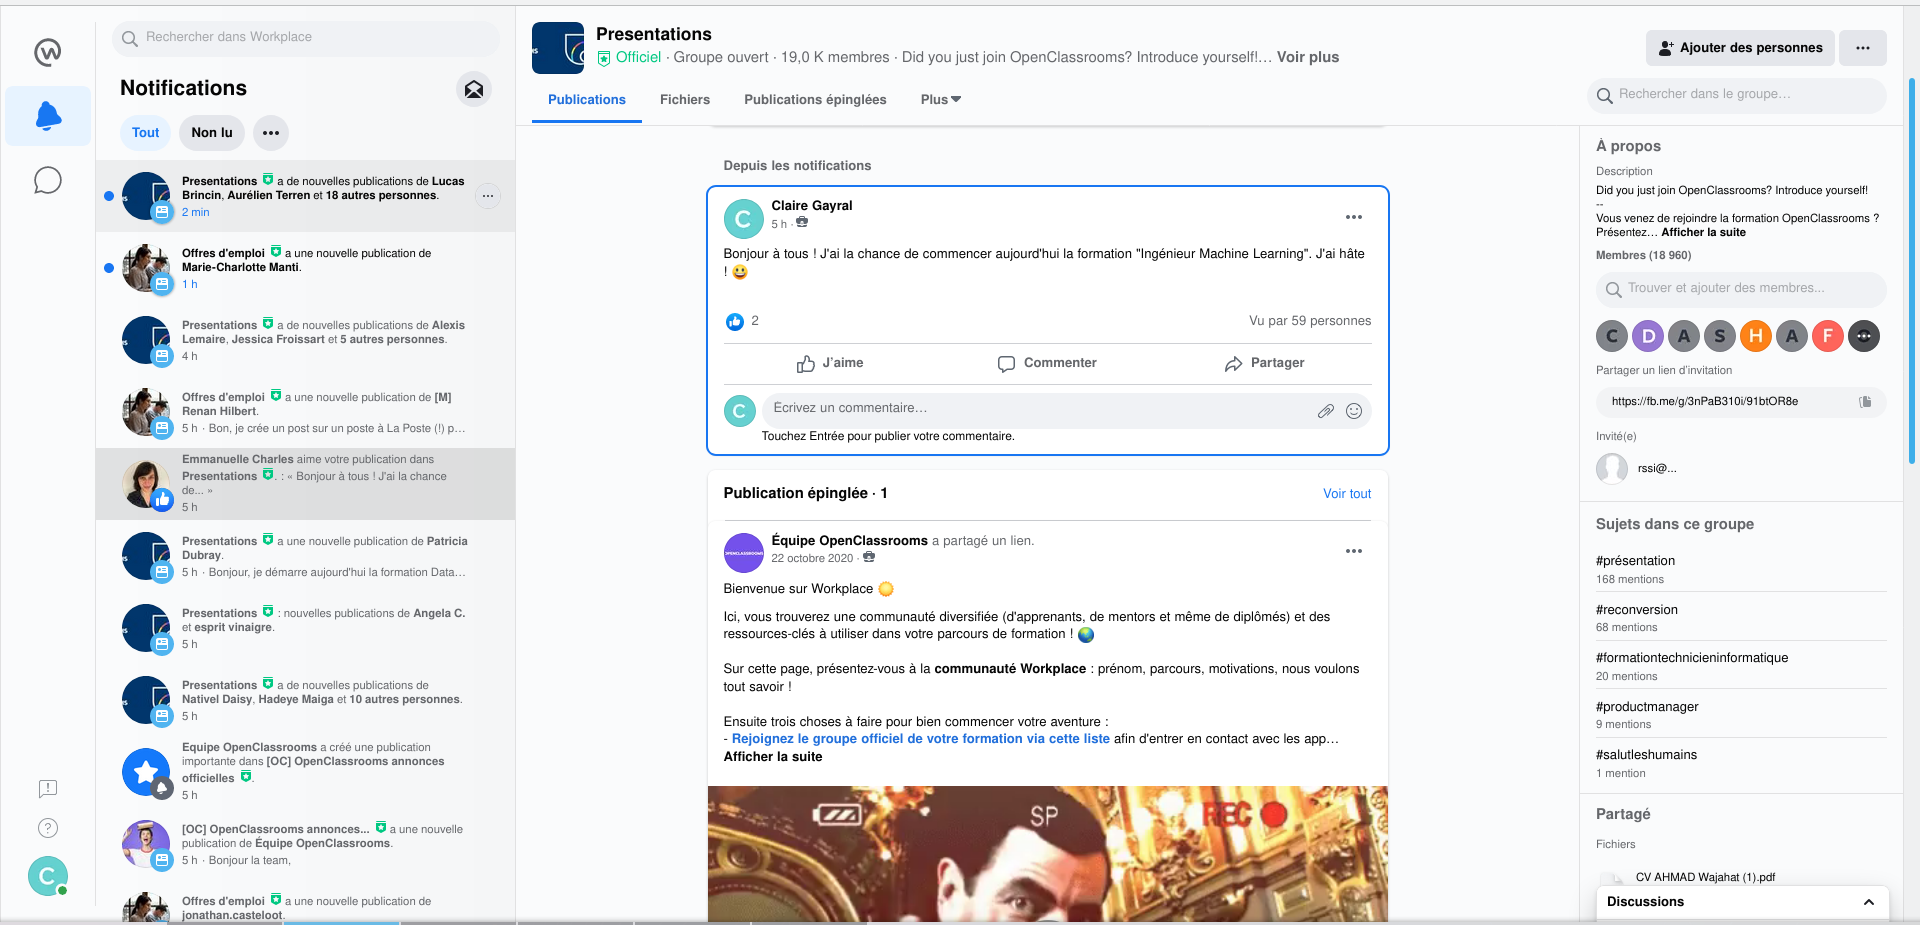 Rechercher dans Workplace
Notifications
Tout
Non lu
Presentations a de nouvelles publications de Lucas
Brincin, Aurélien Terren et 18 autres personnes.
2 min
Offres d'emploi a une nouvelle publication de
Marie-Charlotte Manti.
1 h
Presentations a de nouvelles publications de Alexis
Lemaire, Jessica Froissart et 5 autres personnes.
4 h
Offres d'emploi a une nouvelle publication de [M]
Renan Hilbert.
5 h · Bon, je crée un post sur un poste à La Poste (!) p…
Emmanuelle Charles aime votre publication dans
Presentations . : « Bonjour à tous ! J'ai la chance
de... »
5 h
Presentations a une nouvelle publication de Patricia
Dubray.
5 h · Bonjour, je démarre aujourd'hui la formation Data…
Presentations : nouvelles publications de Angela C.
et esprit vinaigre.
5 h
Presentations a de nouvelles publications de
Nativel Daisy, Hadeye Maiga et 10 autres personnes.
5 h
Equipe OpenClassrooms a créé une publication
importante dans [OC] OpenClassrooms annonces
officielles .
5 h
[OC] OpenClassrooms annonces... a une nouvelle
publication de Équipe OpenClassrooms.
5 h · Bonjour la team,
Offres d'emploi a une nouvelle publication de
jonathan.casteloot.
C
Presentations
Officiel · Groupe ouvert · 19,0 K membres · Did you just join OpenClassrooms? Introduce yourself!… Voir plus
Ajouter des personnes
Publications
Fichiers
Publications épinglées
Plus
Rechercher dans le groupe…
Depuis les notifications
C
Claire Gayral
5 h ·
Bonjour à tous ! J'ai la chance de commencer aujourd'hui la formation "Ingénieur Machine Learning". J'ai hâte
! 😃
2
Vu par 59 personnes
J'aime
Commenter
Partager
C
Ecrivez un commentaire…
Touchez Entrée pour publier votre commentaire.
Publication épinglée · 1
Voir tout
OPENCLASSROOMS
Équipe OpenClassrooms a partagé un lien.
22 octobre 2020 ·
Bienvenue sur Workplace
Ici, vous trouverez une communauté diversifiée (d'apprenants, de mentors et même de diplômés) et des
ressources-clés à utiliser dans votre parcours de formation ! 🌍
Sur cette page, présentez-vous à la communauté Workplace : prénom, parcours, motivations, nous voulons
tout savoir !
Ensuite trois choses à faire pour bien commencer votre aventure :
- Rejoignez le groupe officiel de votre formation via cette liste afin d'entrer en contact avec les app…
Afficher la suite
SP
REC
À propos
Description
Did you just join OpenClassrooms? Introduce yourself!
--
Vous venez de rejoindre la formation OpenClassrooms ?
Présentez… Afficher la suite
Membres (18 960)
Trouver et ajouter des membres...
C D A S H A F
Partager un lien d'invitation
https://fb.me/g/3nPaB310i/91btOR8e
Invité(e)
rssi@...
Sujets dans ce groupe
#présentation
168 mentions
#reconversion
68 mentions
#formationtechnicieninformatique
20 mentions
#productmanager
9 mentions
#salutleshumains
1 mention
Partagé
Fichiers
CV AHMAD Wajahat (1).pdf
Discussions